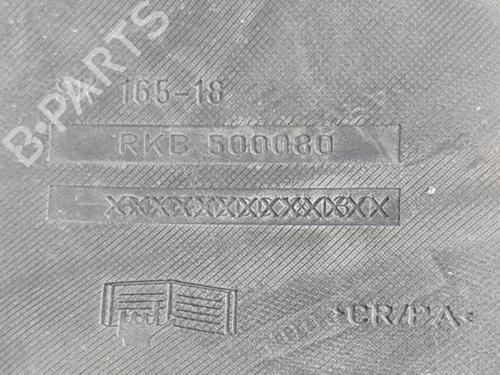 B-PARTS
165-18
RKB 500080
>CR/PA<